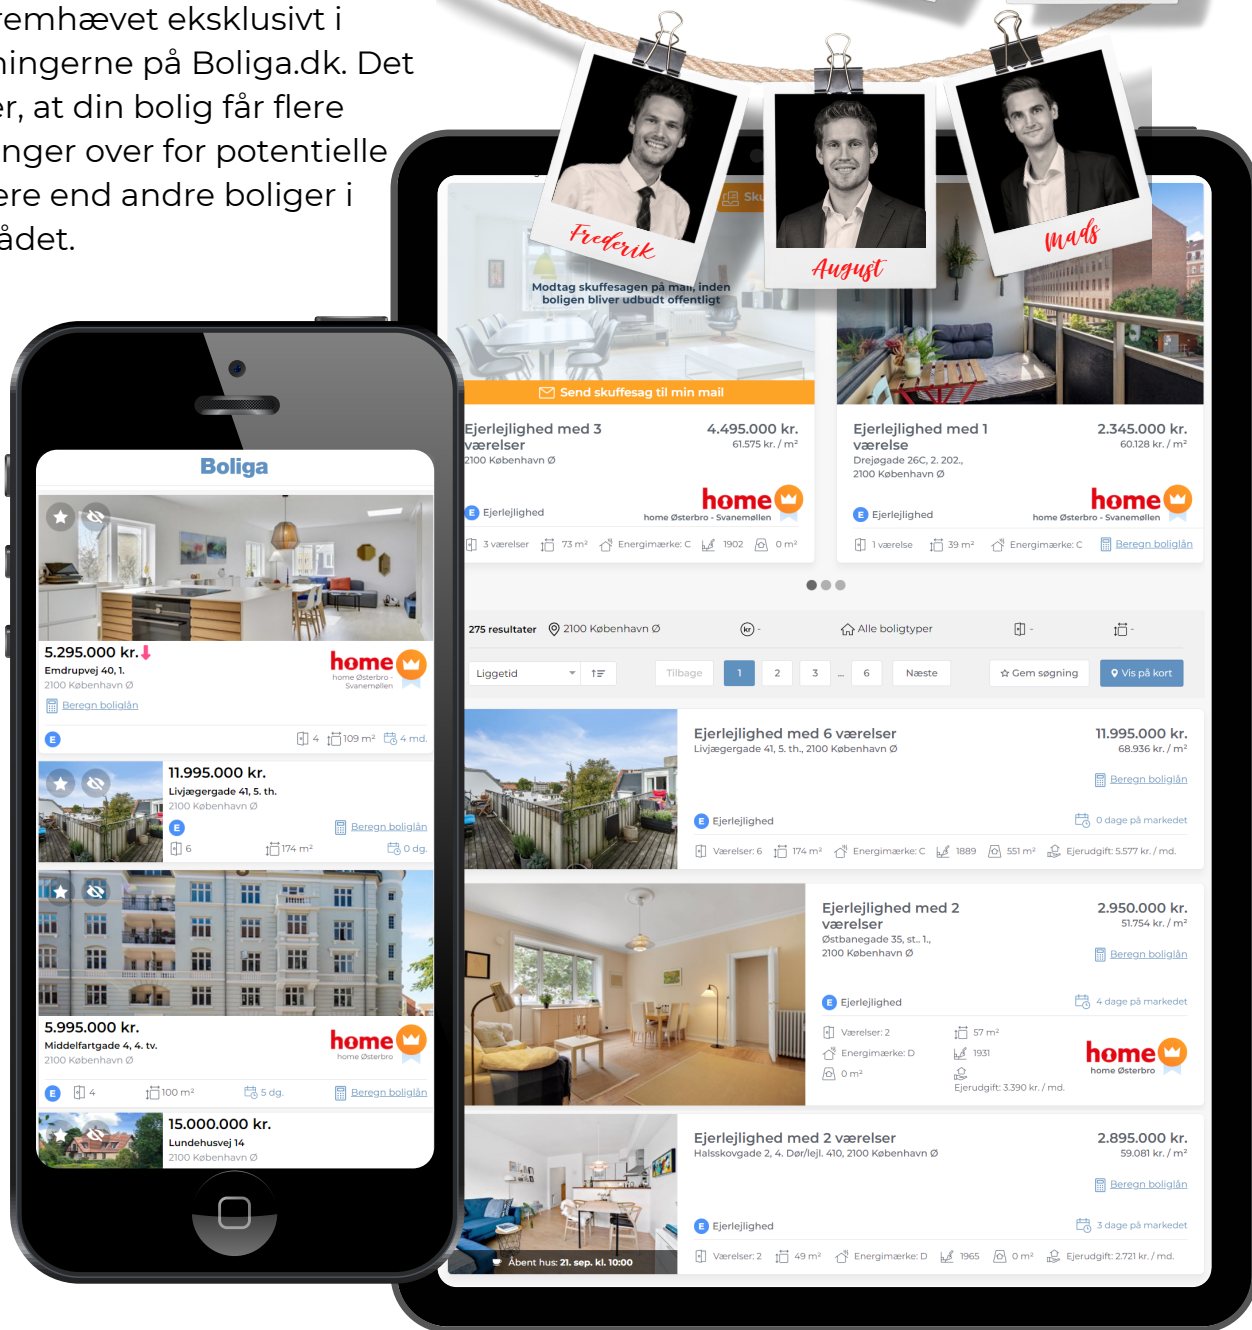 remhævet eksklusivt i
ningerne på Boliga.dk. Det
er, at din bolig får flere
nger over for potentielle
ere end andre boliger i
ådet.
Frederik
August
Mads
Boliga
5.295.000 kr.
Emdrupvej 40, 1.
2100 København Ø
home
home Østerbro -
Svanemøllen
Beregn boliglån
E
4
109 m²
4 md.
11.995.000 kr.
Livjægergade 41, 5. th.
2100 København Ø
E
Beregn boliglån
6
174 m²
0 dg.
5.995.000 kr.
Middelfartgade 4, 4. tv.
2100 København Ø
home
home Østerbro
E
4
100 m²
5 dg.
Beregn boliglån
15.000.000 kr.
Lundehusvej 14
2100 København Ø
Modtag skuffesagen på mail, inden
boligen bliver udbudt offentligt
Send skuffesag til min mail
Ejerlejlighed med 3
værelser
2100 København Ø
4.495.000 kr.
61.575 kr. / m²
E Ejerlejlighed
home
home Østerbro - Svanemøllen
3 værelser
73 m²
Energimærke: C
1902
0 m²
Ejerlejlighed med 1
værelse
Drejøgade 26C, 2. 202.,
2100 København Ø
2.345.000 kr.
60.128 kr. / m²
E Ejerlejlighed
home
home Østerbro - Svanemøllen
1 værelse
39 m²
Energimærke: C
Beregn boliglån
275 resultater
2100 København Ø
kr -
Alle boligtyper
-
-
Liggetid
Tilbage
1
2
3
...
6
Næste
Gem søgning
Vis på kort
Ejerlejlighed med 6 værelser
Livjægergade 41, 5. th., 2100 København Ø
11.995.000 kr.
68.936 kr. / m²
Beregn boliglån
E Ejerlejlighed
0 dage på markedet
Værelser: 6
174 m²
Energimærke: C
1889
551 m²
Ejerudgift: 5.577 kr. / md.
Ejerlejlighed med 2
værelser
Østbanegade 35, st.. 1.,
2100 København Ø
2.950.000 kr.
51.754 kr. / m²
Beregn boliglån
E Ejerlejlighed
4 dage på markedet
Værelser: 2
57 m²
Energimærke: D
1931
0 m²
Ejerudgift: 3.390 kr. / md.
home
home Østerbro
Ejerlejlighed med 2 værelser
Halsskovgade 2, 4. Dør/lejl. 410, 2100 København Ø
2.895.000 kr.
59.081 kr. / m²
Beregn boliglån
E Ejerlejlighed
3 dage på markedet
Åbent hus: 21. sep. kl. 10:00
Værelser: 2
49 m²
Energimærke: D
1965
0 m²
Ejerudgift: 2.721 kr. / md.